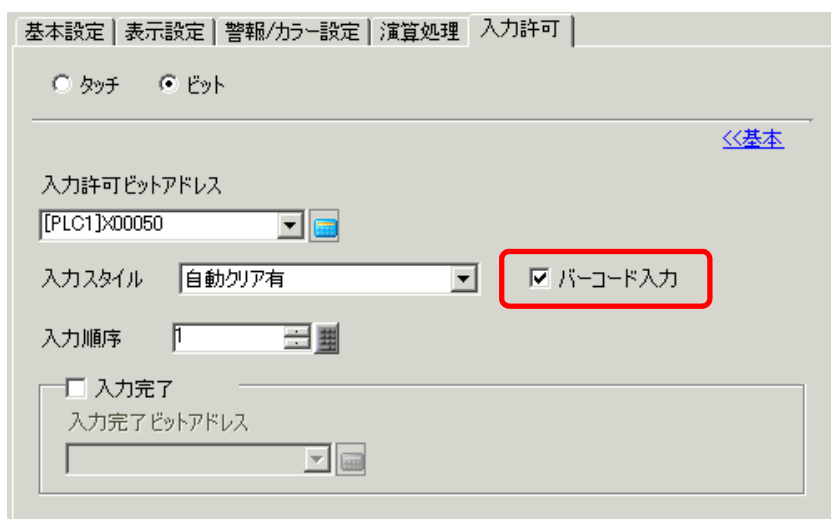 基本設定 表示設定 警報/カラー設定 演算処理 入力許可
タッチ ビット
<<基本
入力許可ビットアドレス
[PLC1]X00050
入力スタイル 自動クリア有 バーコード入力
入力順序 1
入力完了
入力完了ビットアドレス